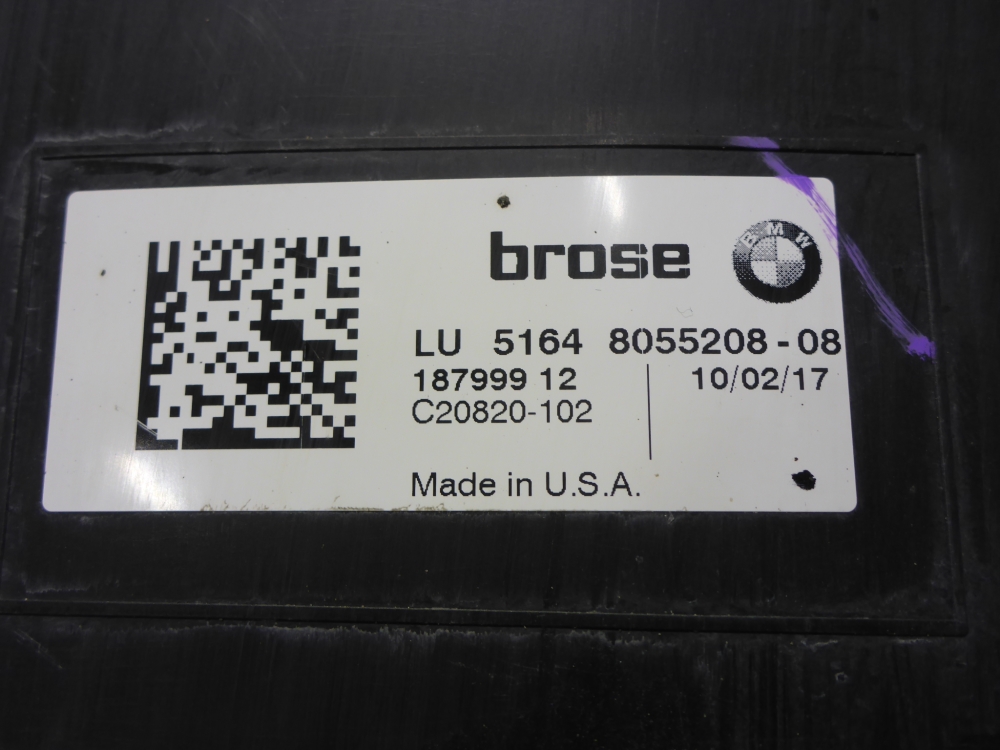 brose
BMW
LU 5164 8055208-08
187999 12 10/02/17
C20820-102
Made in U.S.A.